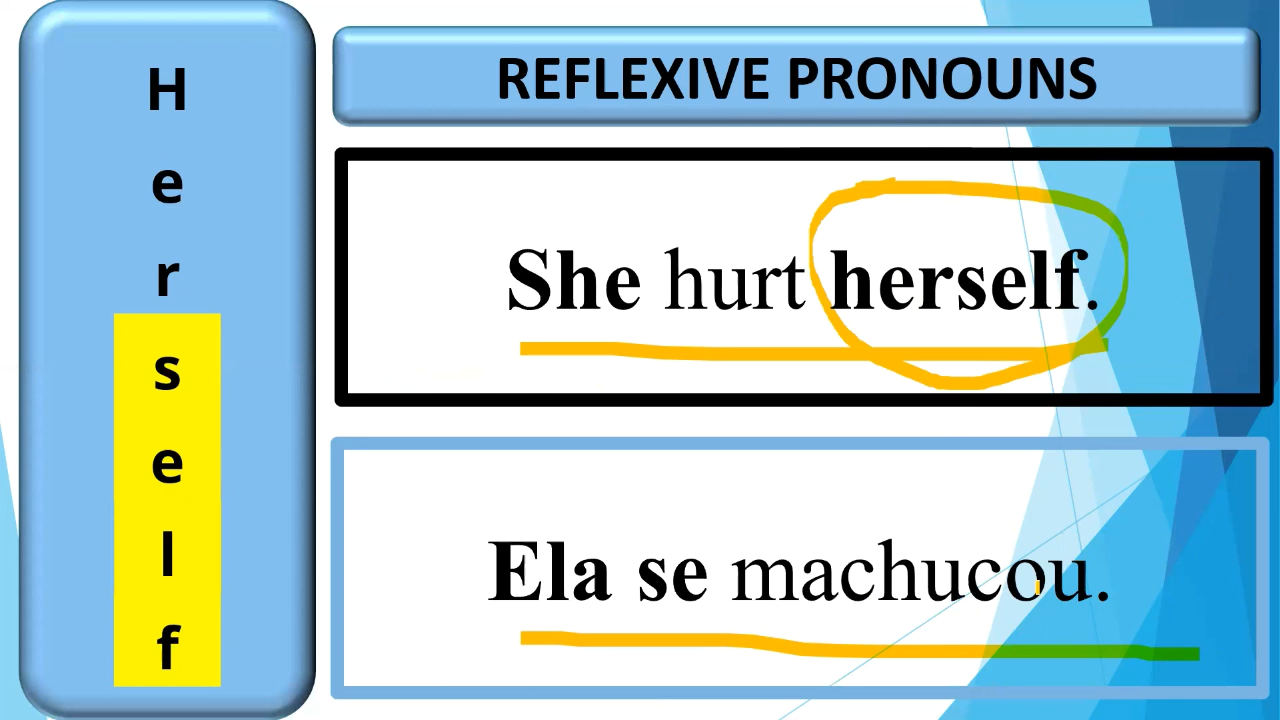 H
e
r
s
e
l
f
REFLEXIVE PRONOUNS
She hurt herself.
Ela se machucou.